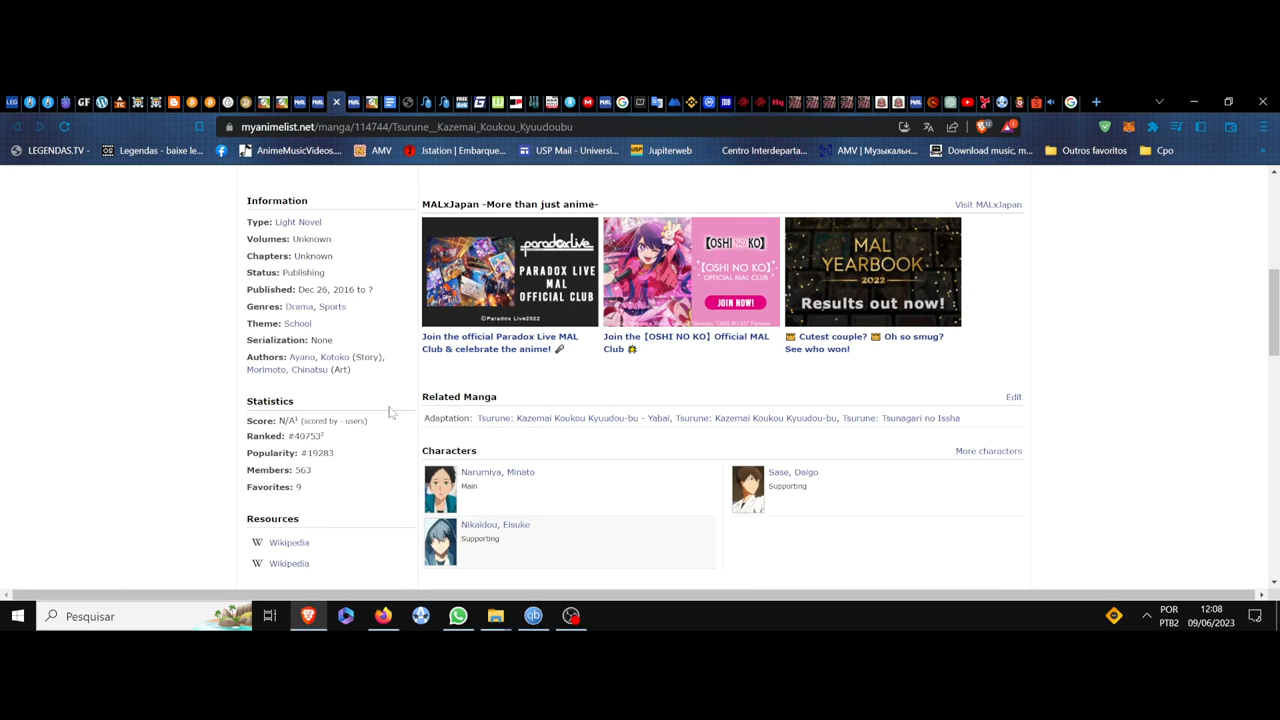 myanimelist.net/manga/114744/Tsurune__Kazemai_Koukou_Kyuudoubu
LEGENDAS.TV -
Legendas - baixe le...
AnimeMusicVideos....
AMV
Jstation | Embarque...
USP Mail - Universi...
Jupiterweb
Centro Interdeparta...
AMV | Музыкальн...
Download music, m...
Outros favoritos
Cpo
Information
Type: Light Novel
Volumes: Unknown
Chapters: Unknown
Status: Publishing
Published: Dec 26, 2016 to ?
Genres: Drama, Sports
Theme: School
Serialization: None
Authors: Ayano, Kotoko (Story),
Morimoto, Chinatsu (Art)
Statistics
Score: N/A¹ (scored by - users)
Ranked: #40753²
Popularity: #19283
Members: 563
Favorites: 9
Resources
Wikipedia
Wikipedia
MALxJapan -More than just anime-
Visit MALxJapan
paradoxlive
PARADOX LIVE
MAL
OFFICIAL CLUB
©Paradox Live2022
【OSHI NO KO】
【OSHI NO KO】
OFFICIAL MAL CLUB
JOIN NOW!
MAL
YEARBOOK
2022
Results out now!
Join the official Paradox Live MAL
Club & celebrate the anime! 🎤
Join the【OSHI NO KO】Official MAL
Club
Cutest couple? Oh so smug?
See who won!
Related Manga
Edit
Adaptation: Tsurune: Kazemai Koukou Kyuudou-bu - Yabai, Tsurune: Kazemai Koukou Kyuudou-bu, Tsurune: Tsunagari no Issha
Characters
More characters
Narumiya, Minato
Main
Sase, Daigo
Supporting
Nikaidou, Eisuke
Supporting
Pesquisar
POR
PTB2
12:08
09/06/2023